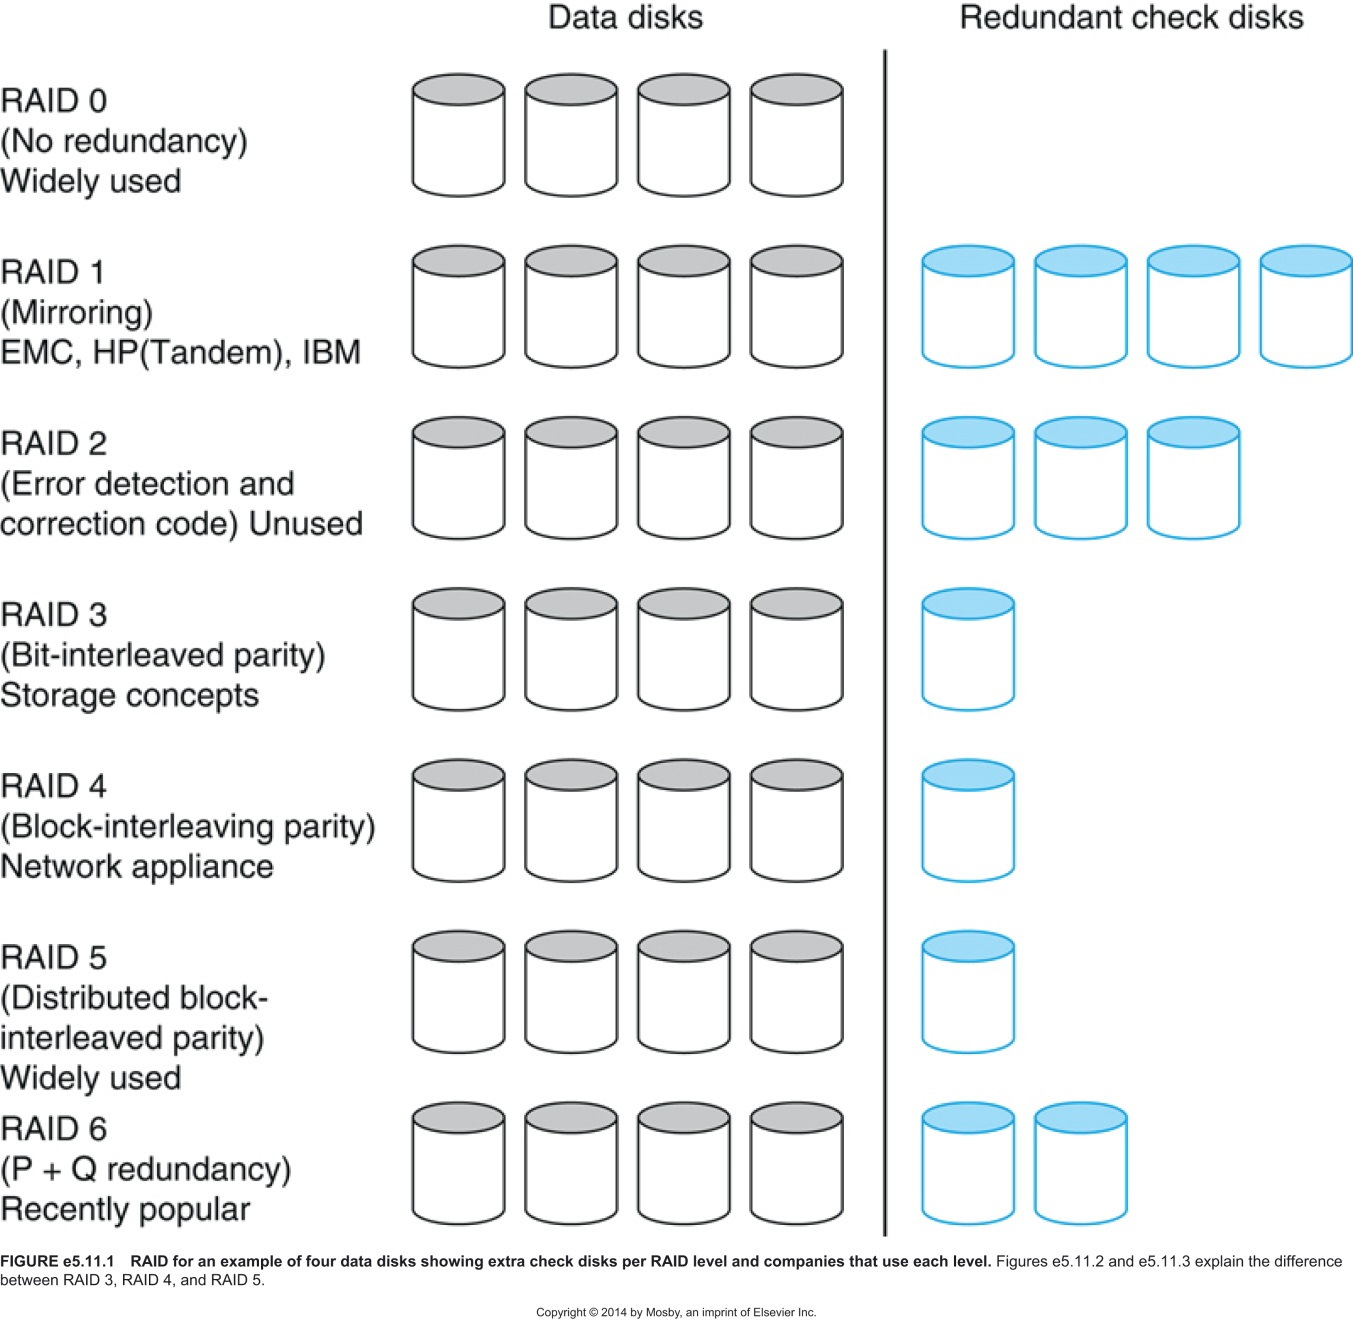 Data disks
Redundant check disks
RAID 0
(No redundancy)
Widely used
RAID 1
(Mirroring)
EMC, HP(Tandem), IBM
RAID 2
(Error detection and
correction code) Unused
RAID 3
(Bit-interleaved parity)
Storage concepts
RAID 4
(Block-interleaving parity)
Network appliance
RAID 5
(Distributed block-
interleaved parity)
Widely used
RAID 6
(P + Q redundancy)
Recently popular
FIGURE e5.11.1 RAID for an example of four data disks showing extra check disks per RAID level and companies that use each level. Figures e5.11.2 and e5.11.3 explain the difference
between RAID 3, RAID 4, and RAID 5.
Copyright © 2014 by Mosby, an imprint of Elsevier Inc.